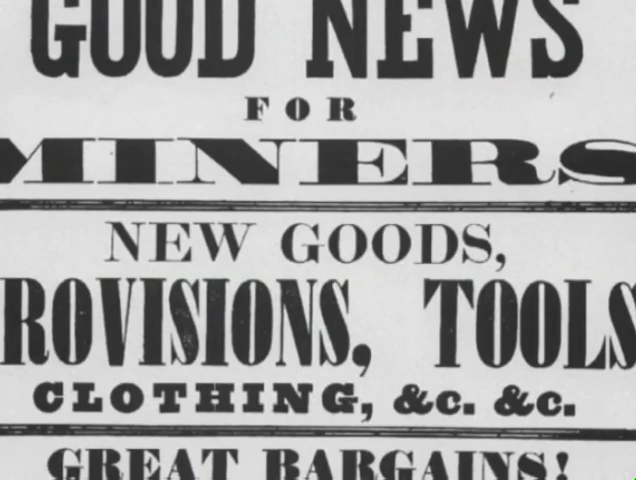 GOOD NEWS
FOR
MINERS
NEW GOODS,
ROVISIONS, TOOLS
CLOTHING, &c. &c.
GREAT BARGAINS!